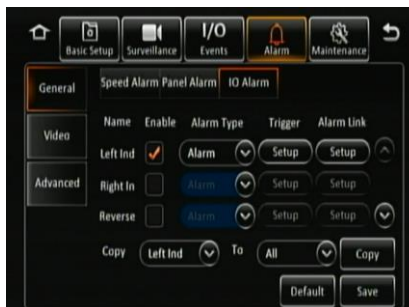 Basic Setup Surveillance I/O Events Alarm Maintenance
General Speed Alarm Panel Alarm IO Alarm
Name Enable Alarm Type Trigger Alarm Link
Video
Left Ind Alarm Setup Setup
Advanced Right In Alarm Setup Setup
Reverse Alarm Setup Setup
Copy Left Ind To All Copy
Default Save